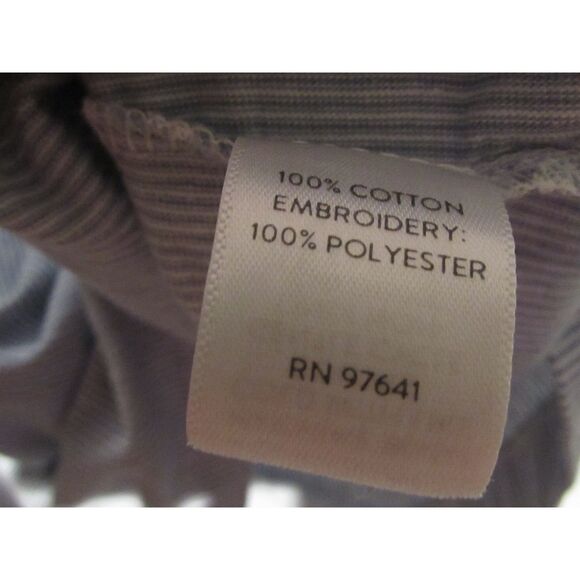 100% COTTON
EMBROIDERY:
100% POLYESTER
RN 97641